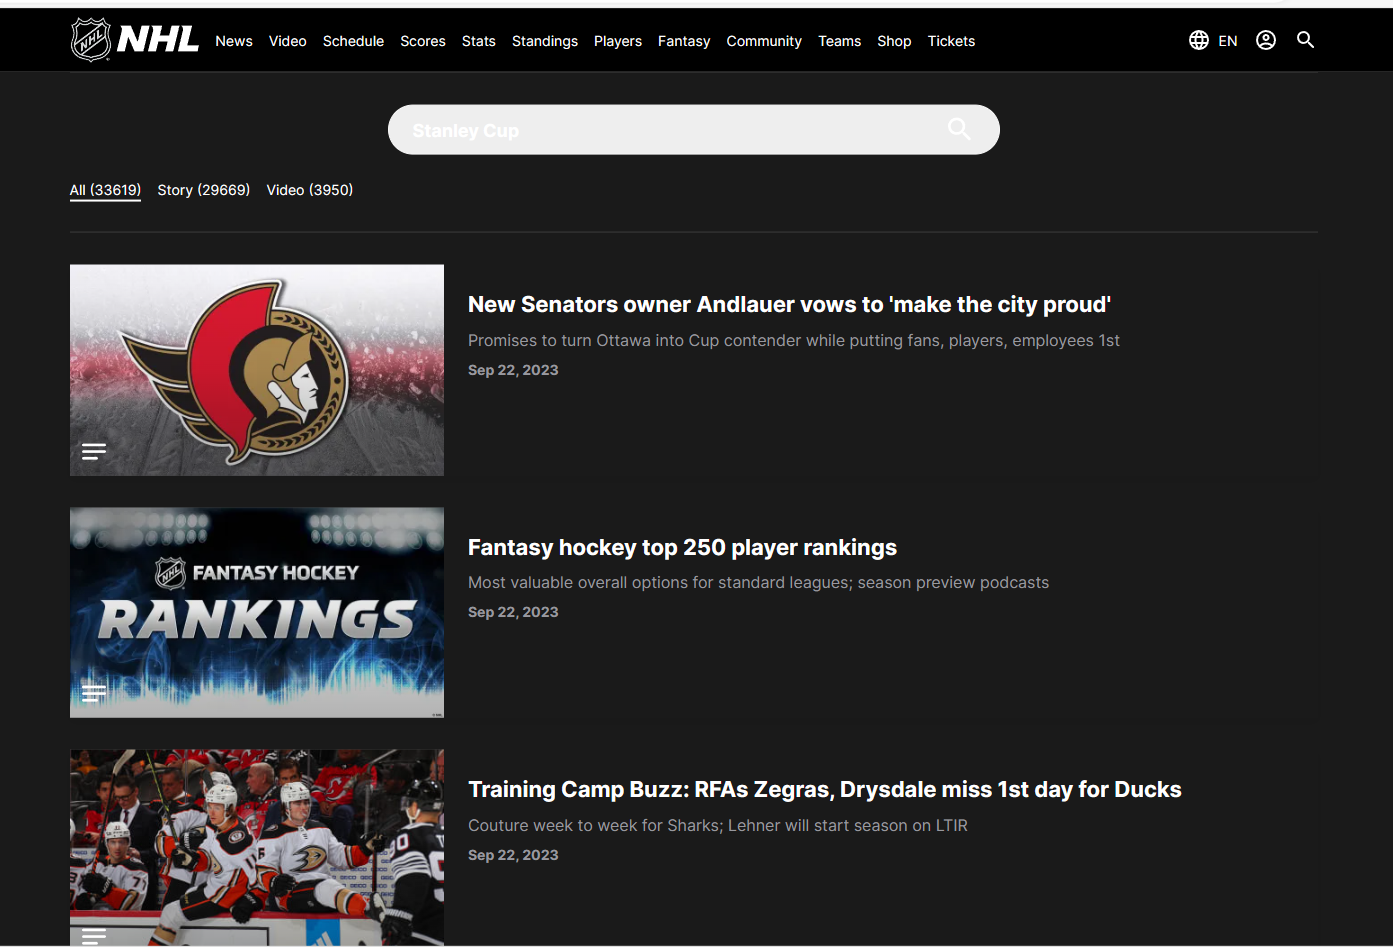 NHL NHL News Video Schedule Scores Stats Standings Players Fantasy Community Teams Shop Tickets EN
Stanley Cup
All (33619) Story (29669) Video (3950)
New Senators owner Andlauer vows to 'make the city proud'
Promises to turn Ottawa into Cup contender while putting fans, players, employees 1st
Sep 22, 2023
NHL FANTASY HOCKEY
RANKINGS
Fantasy hockey top 250 player rankings
Most valuable overall options for standard leagues; season preview podcasts
Sep 22, 2023
Training Camp Buzz: RFAs Zegras, Drysdale miss 1st day for Ducks
Couture week to week for Sharks; Lehner will start season on LTIR
Sep 22, 2023